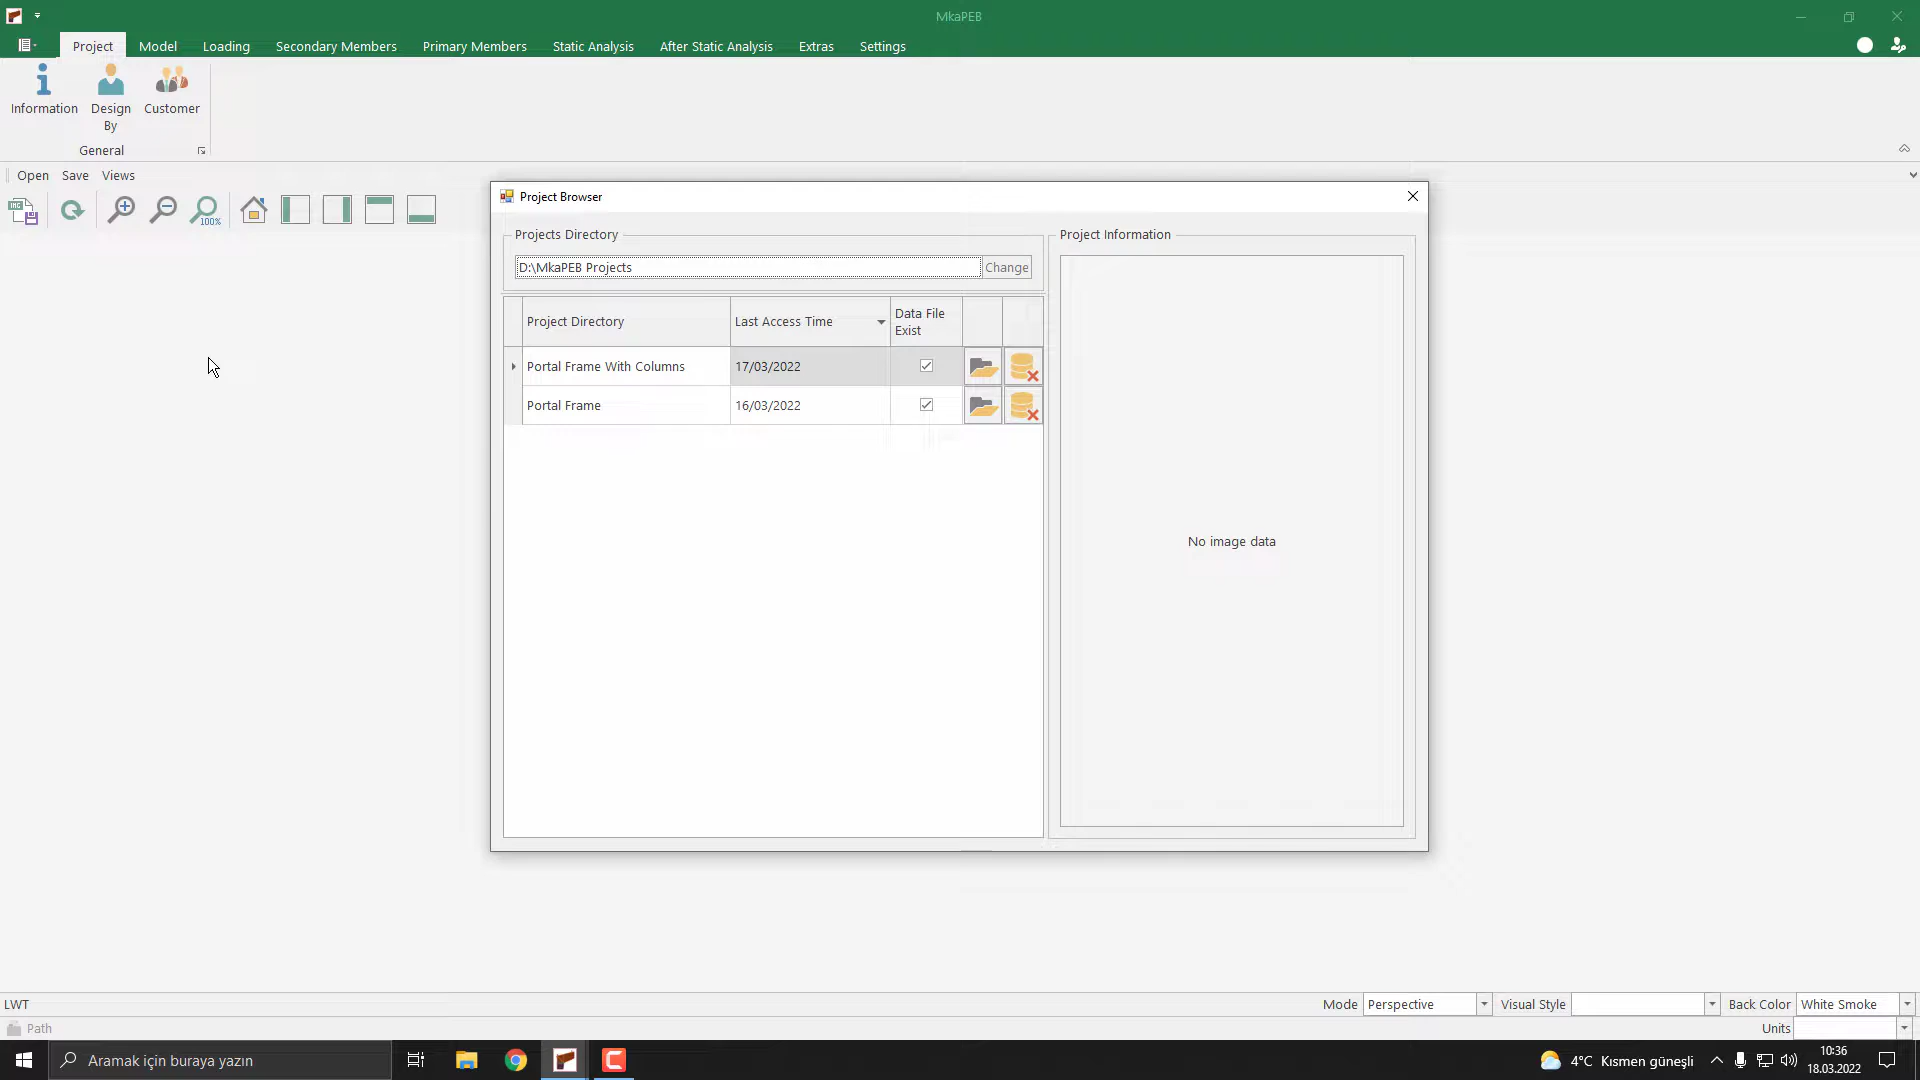 MkaPEB
Project Model Loading Secondary Members Primary Members Static Analysis After Static Analysis Extras Settings
Information Design By Customer
General
Open Save Views
100%
Project Browser
Projects Directory
D:\MkaPEB Projects Change
Project Directory Last Access Time Data File Exist
Portal Frame With Columns 17/03/2022
Portal Frame 16/03/2022
Project Information
No image data
LWT Mode Perspective Visual Style Back Color White Smoke
Path Units
Aramak için buraya yazın
4°C Kısmen güneşli
10:36
18.03.2022